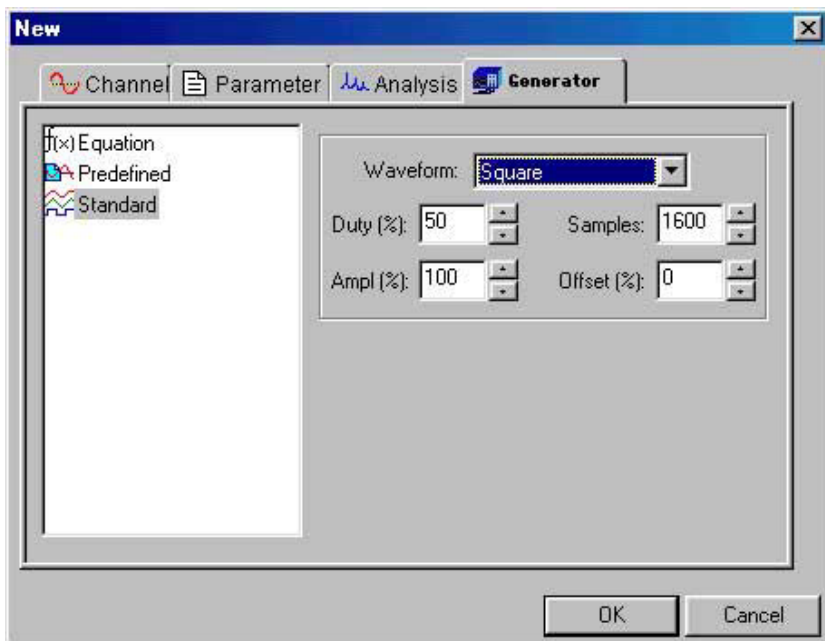 New
Channel Parameter Analysis Generator
f(x) Equation
Predefined
Standard
Waveform: Square
Duty (%): 50 Samples: 1600
Ampl (%): 100 Offset (%): 0
OK Cancel